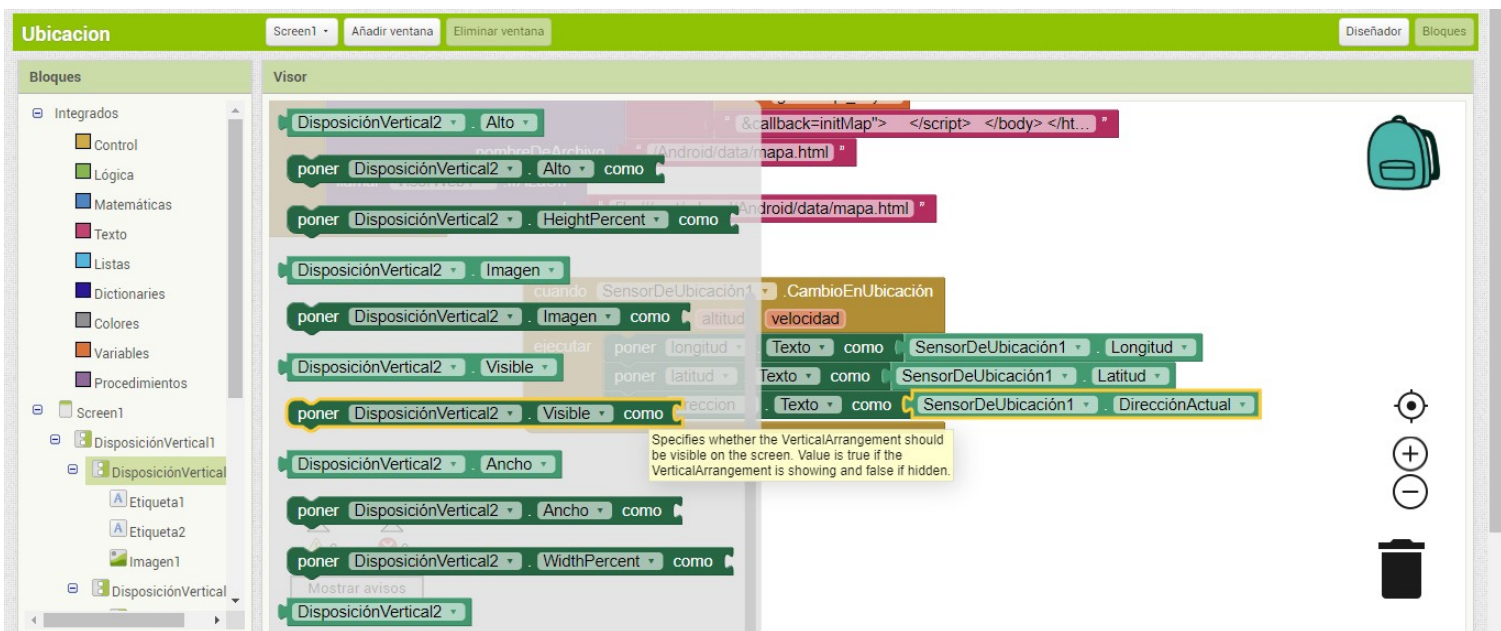 Ubicacion
Screen1
Añadir ventana
Eliminar ventana
Diseñador
Bloques
Bloques
Visor
Integrados
Control
Lógica
Matemáticas
Texto
Listas
Dictionaries
Colores
Variables
Procedimientos
Screen1
DisposiciónVertical1
DisposiciónVertical
Etiqueta1
Etiqueta2
Imagen1
DisposiciónVertical
DisposiciónVertical2 . Alto
" &callback=initMap"> </script> </body> </ht... "
nombreDeArchivo " /Android/data/mapa.html "
poner DisposiciónVertical2 . Alto como
Android/data/mapa.html "
poner DisposiciónVertical2 . HeightPercent como
DisposiciónVertical2 . Imagen
cuando SensorDeUbicación1 .CambioEnUbicación
poner DisposiciónVertical2 . Imagen como
altitud velocidad
ejecutar poner longitud . Texto como SensorDeUbicación1 . Longitud
DisposiciónVertical2 . Visible
poner latitud . Texto como SensorDeUbicación1 . Latitud
poner DisposiciónVertical2 . Visible como
. Texto como SensorDeUbicación1 . DirecciónActual
Specifies whether the VerticalArrangement should
be visible on the screen. Value is true if the
VerticalArrangement is showing and false if hidden.
DisposiciónVertical2 . Ancho
poner DisposiciónVertical2 . Ancho como
poner DisposiciónVertical2 . WidthPercent como
Mostrar avisos
DisposiciónVertical2